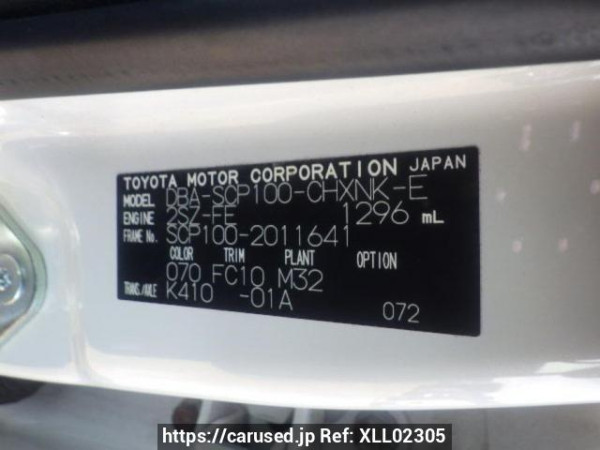 TOYOTA MOTOR CORPORATION JAPAN
MODEL DBA-SCP100-CHXNK-E
ENGINE 2SZ-FE 1296 mL
FRAME No. SCP100-2011641
COLOR TRIM PLANT OPTION
070 FC10 M32
TRANS/AXLE K410 -01A
072
https://carused.jp Ref: XLL02305